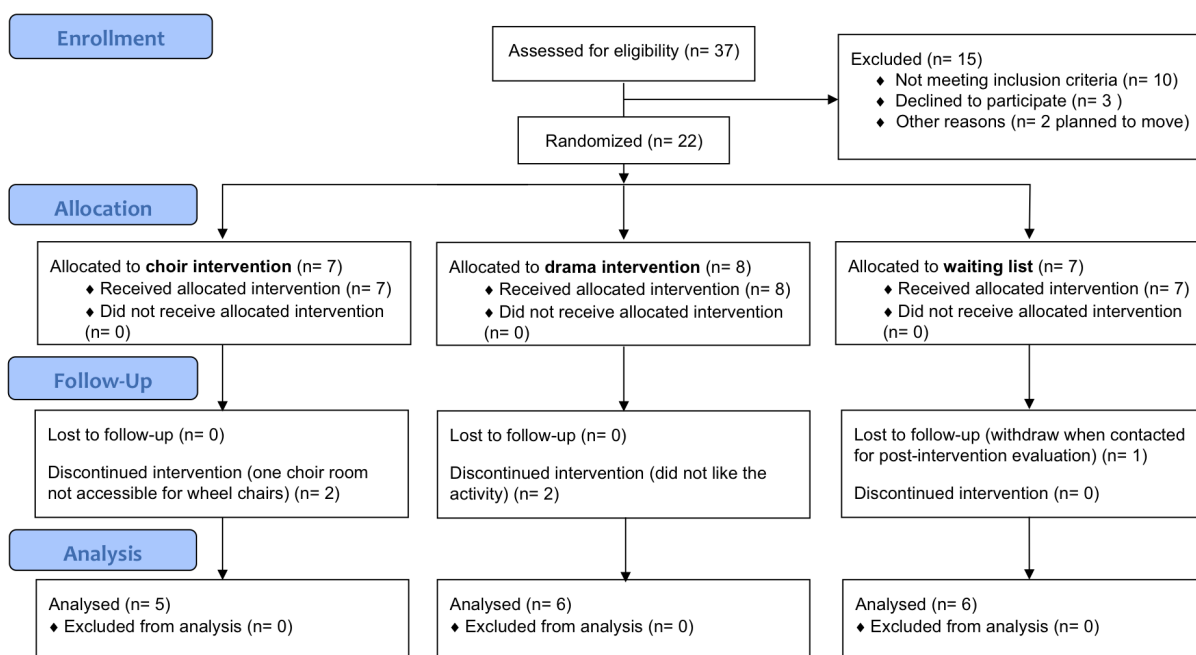 Enrollment
Assessed for eligibility (n= 37)
Excluded (n= 15)
♦ Not meeting inclusion criteria (n= 10)
♦ Declined to participate (n= 3 )
♦ Other reasons (n= 2 planned to move)
Randomized (n= 22)
Allocation
Allocated to choir intervention (n= 7)
♦ Received allocated intervention (n= 7)
♦ Did not receive allocated intervention
(n= 0)
Allocated to drama intervention (n= 8)
♦ Received allocated intervention (n= 8)
♦ Did not receive allocated intervention
(n= 0)
Allocated to waiting list (n= 7)
♦ Received allocated intervention (n= 7)
♦ Did not receive allocated intervention
(n= 0)
Follow-Up
Lost to follow-up (n= 0)
Discontinued intervention (one choir room
not accessible for wheel chairs) (n= 2)
Lost to follow-up (n= 0)
Discontinued intervention (did not like the
activity) (n= 2)
Lost to follow-up (withdraw when contacted
for post-intervention evaluation) (n= 1)
Discontinued intervention (n= 0)
Analysis
Analysed (n= 5)
♦ Excluded from analysis (n= 0)
Analysed (n= 6)
♦ Excluded from analysis (n= 0)
Analysed (n= 6)
♦ Excluded from analysis (n= 0)